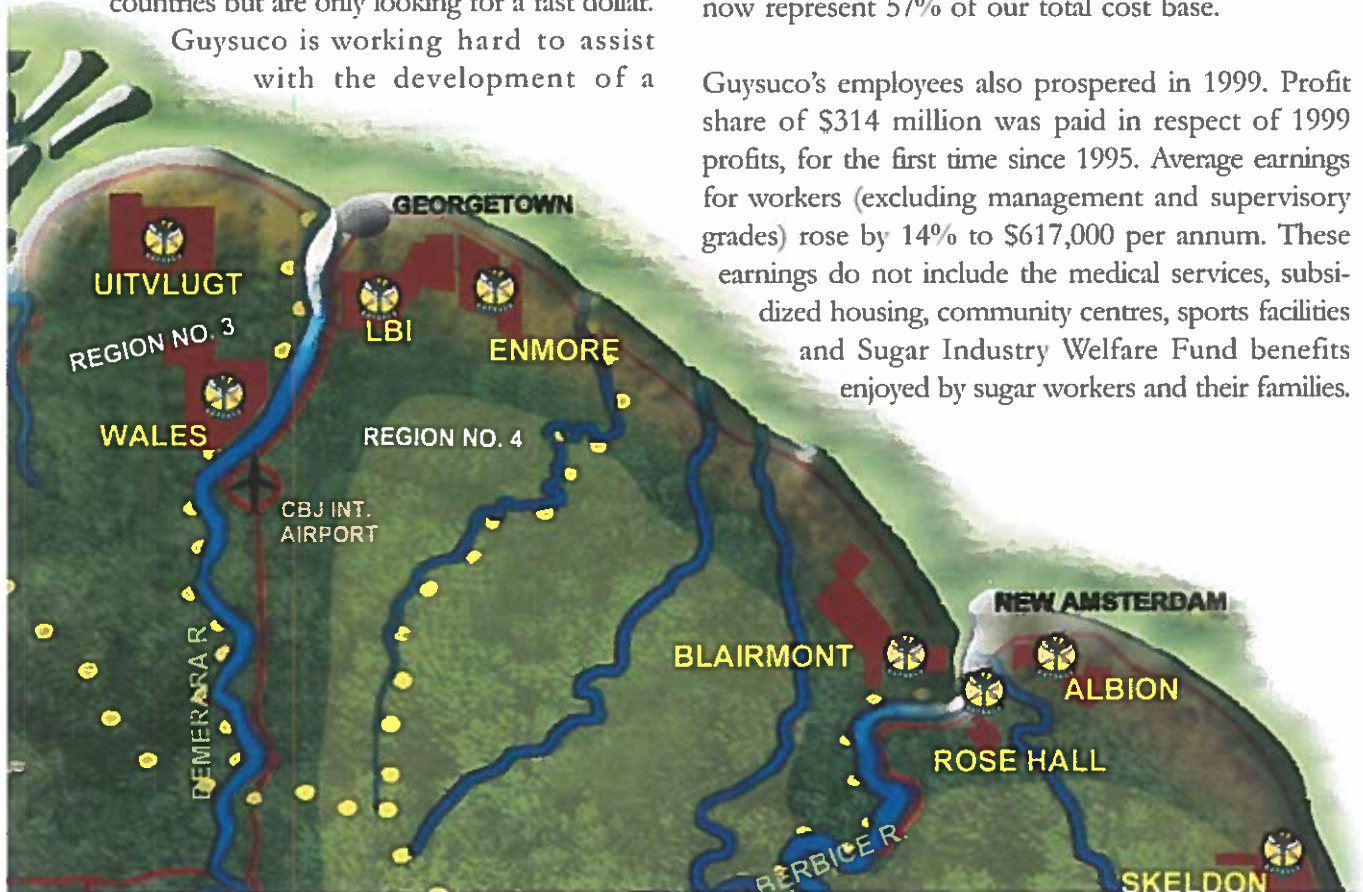 countries but are only looking for a fast dollar.
Guysuco is working hard to assist
with the development of a
now represent 57% of our total cost base.
Guysuco's employees also prospered in 1999. Profit
share of $314 million was paid in respect of 1999
profits, for the first time since 1995. Average earnings
for workers (excluding management and supervisory
grades) rose by 14% to $617,000 per annum. These
earnings do not include the medical services, subsi-
dized housing, community centres, sports facilities
and Sugar Industry Welfare Fund benefits
enjoyed by sugar workers and their families.
GEORGETOWN
UITVLUGT
LBI
ENMORE
REGION NO. 3
WALES
REGION NO. 4
CBJ INT.
AIRPORT
DEMERARA R
NEW AMSTERDAM
BLAIRMONT
ALBION
ROSE HALL
BERBICE R.
SKELDON